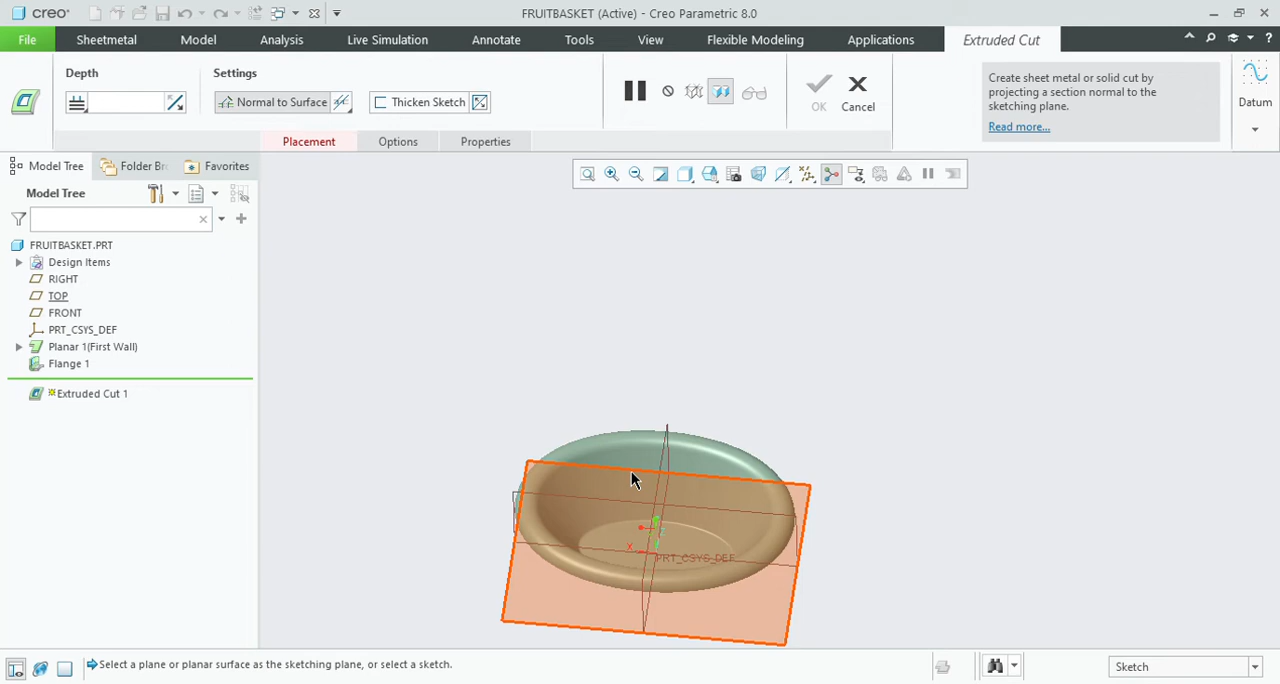 creo®
FRUITBASKET (Active) - Creo Parametric 8.0
File Sheetmetal Model Analysis Live Simulation Annotate Tools View Flexible Modeling Applications Extruded Cut
Depth Settings
Normal to Surface Thicken Sketch
OK Cancel
Create sheet metal or solid cut by
projecting a section normal to the
sketching plane.
Read more...
Datum
Placement Options Properties
Model Tree Folder Br Favorites
Model Tree
FRUITBASKET.PRT
Design Items
RIGHT
TOP
FRONT
PRT_CSYS_DEF
Planar 1(First Wall)
Flange 1
Extruded Cut 1
X
PRT_CSYS_DEF
Select a plane or planar surface as the sketching plane, or select a sketch.
Sketch